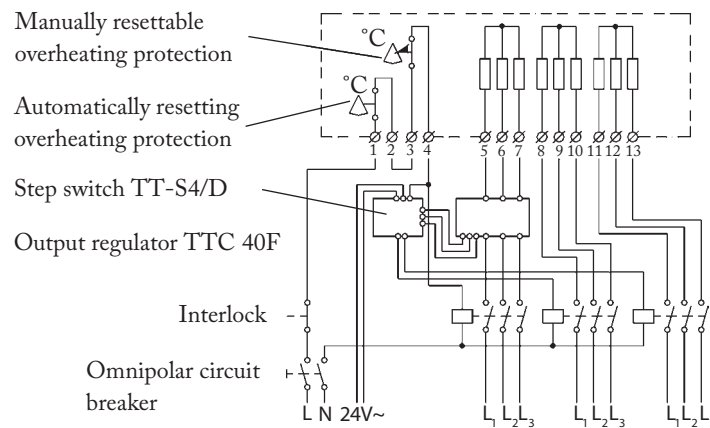 Manually resettable
overheating protection
°C
°C
Automatically resetting
overheating protection
1 2 3 4 5 6 7 8 9 10 11 12 13
Step switch TT-S4/D
Output regulator TTC 40F
Interlock
Omnipolar circuit
breaker
L N 24V~ L1 L2 L3 L1 L2 L3 L1 L2 L